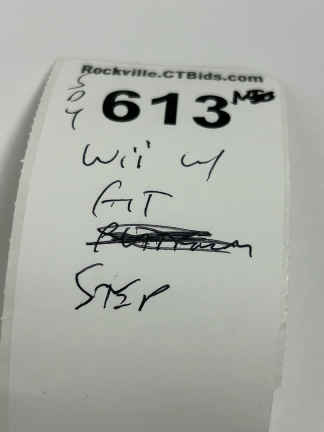 Rockville.CTBids.com
613
Wii w/
FIT
STEP